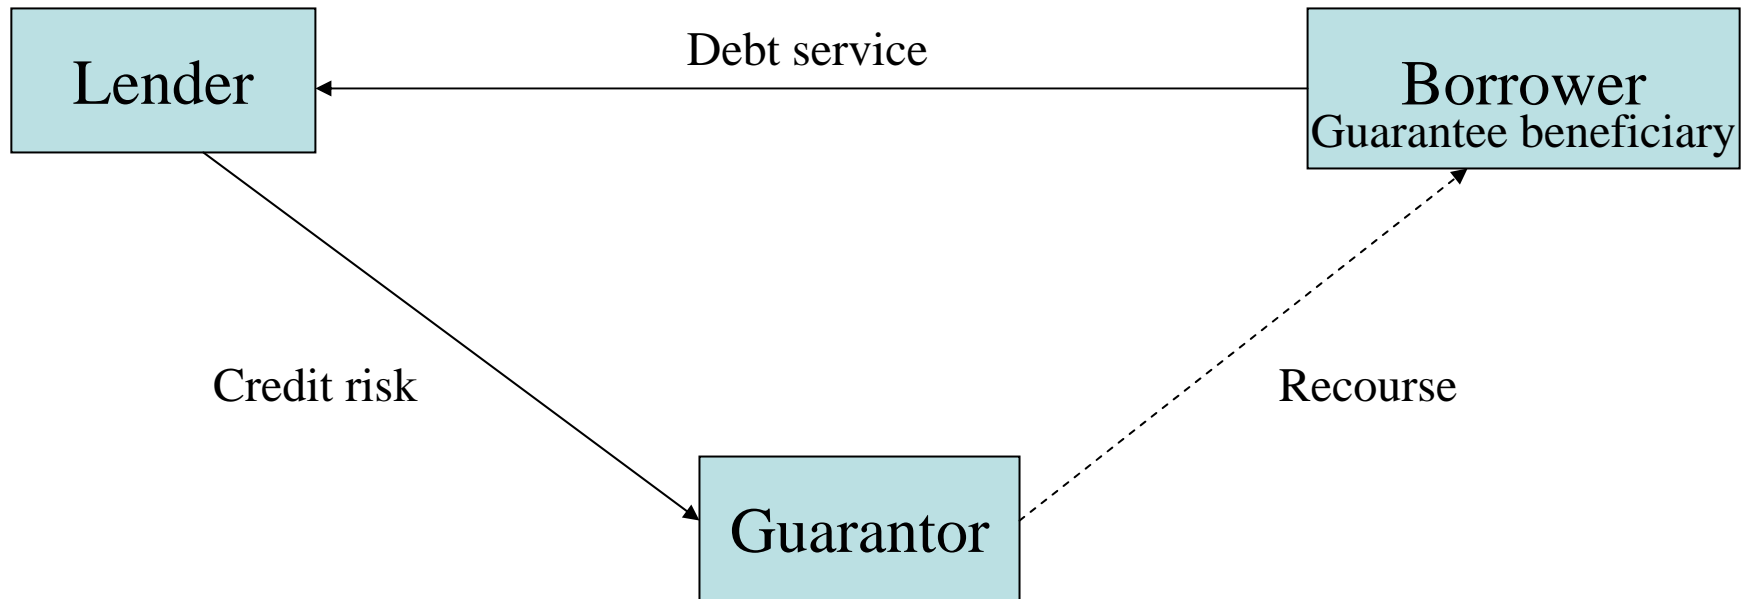 Debt service
Lender
Borrower
Guarantee beneficiary
Credit risk
Recourse
Guarantor